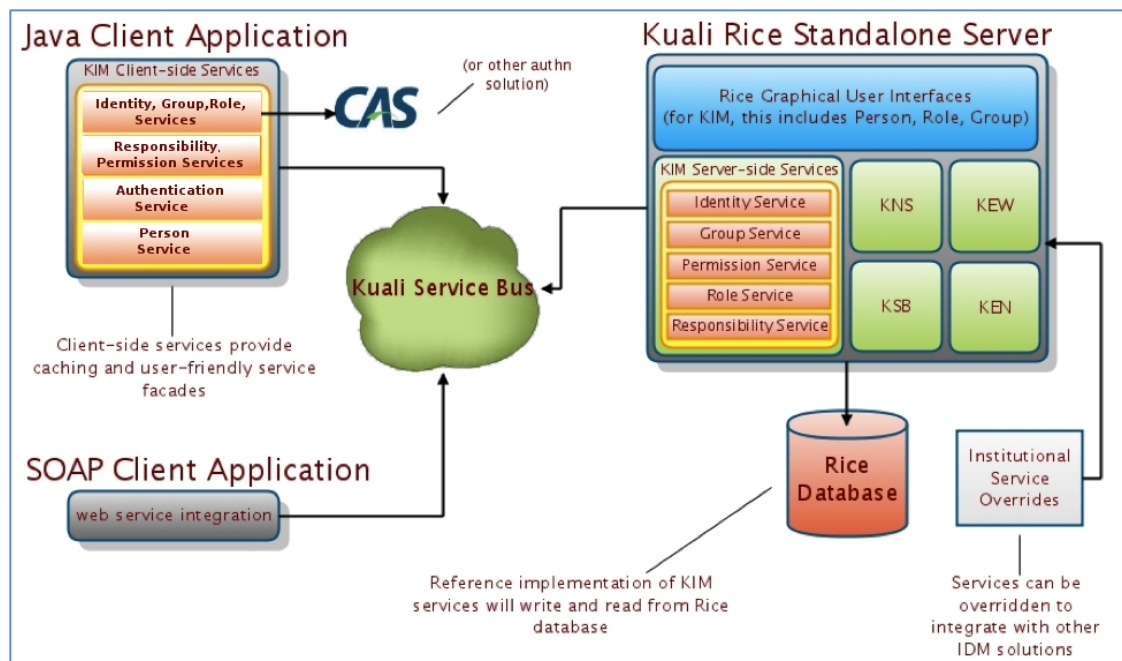 Java Client Application
KIM Client-side Services
Identity, Group,Role,
Services
Responsibility,
Permission Services
Authentication
Service
Person
Service
CAS
(or other authn
solution)
Client-side services provide
caching and user-friendly service
facades
Kuali Service Bus
SOAP Client Application
web service integration
Kuali Rice Standalone Server
Rice Graphical User Interfaces
(for KIM, this includes Person, Role, Group)
KIM Server-side Services
Identity Service
Group Service
Permission Service
Role Service
Responsibility Service
KNS
KEW
KSB
KEN
Rice
Database
Reference implementation of KIM
services will write and read from Rice
database
Institutional
Service
Overrides
Services can be
overridden to
integrate with other
IDM solutions